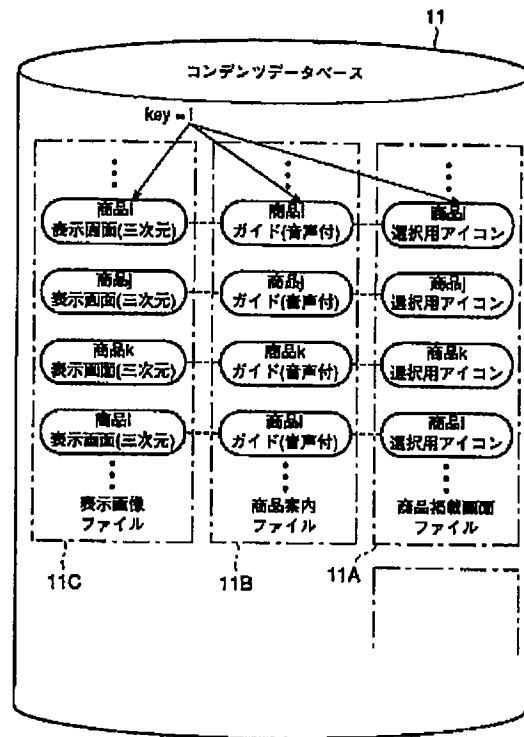 11
コンデンツデータベース
key = i
商品i
表示画面(三次元)
商品i
ガイド(音声付)
商品i
選択用アイコン
商品j
表示画面(三次元)
商品j
ガイド(音声付)
商品j
選択用アイコン
商品k
表示画面(三次元)
商品k
ガイド(音声付)
商品k
選択用アイコン
商品l
表示画面(三次元)
商品l
ガイド(音声付)
商品l
選択用アイコン
表示画像
ファイル
商品案内
ファイル
商品掲載画面
ファイル
11C
11B
11A